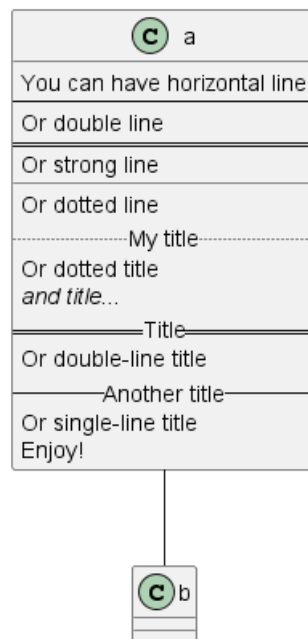 C a
You can have horizontal line
Or double line
Or strong line
Or dotted line
My title
Or dotted title
and title...
Title
Or double-line title
Another title
Or single-line title
Enjoy!
C b